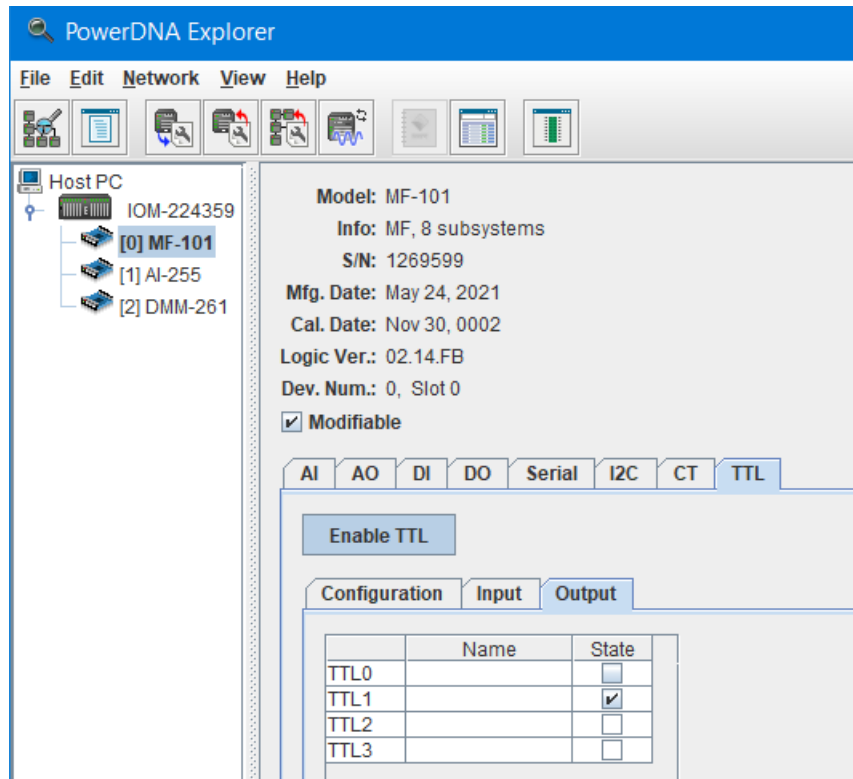 PowerDNA Explorer
File Edit Network View Help
Host PC
IOM-224359
[0] MF-101
[1] AI-255
[2] DMM-261
Model: MF-101
Info: MF, 8 subsystems
S/N: 1269599
Mfg. Date: May 24, 2021
Cal. Date: Nov 30, 0002
Logic Ver.: 02.14.FB
Dev. Num.: 0, Slot 0
Modifiable
AI AO DI DO Serial I2C CT TTL
Enable TTL
Configuration Input Output
Name State
TTL0
TTL1
TTL2
TTL3